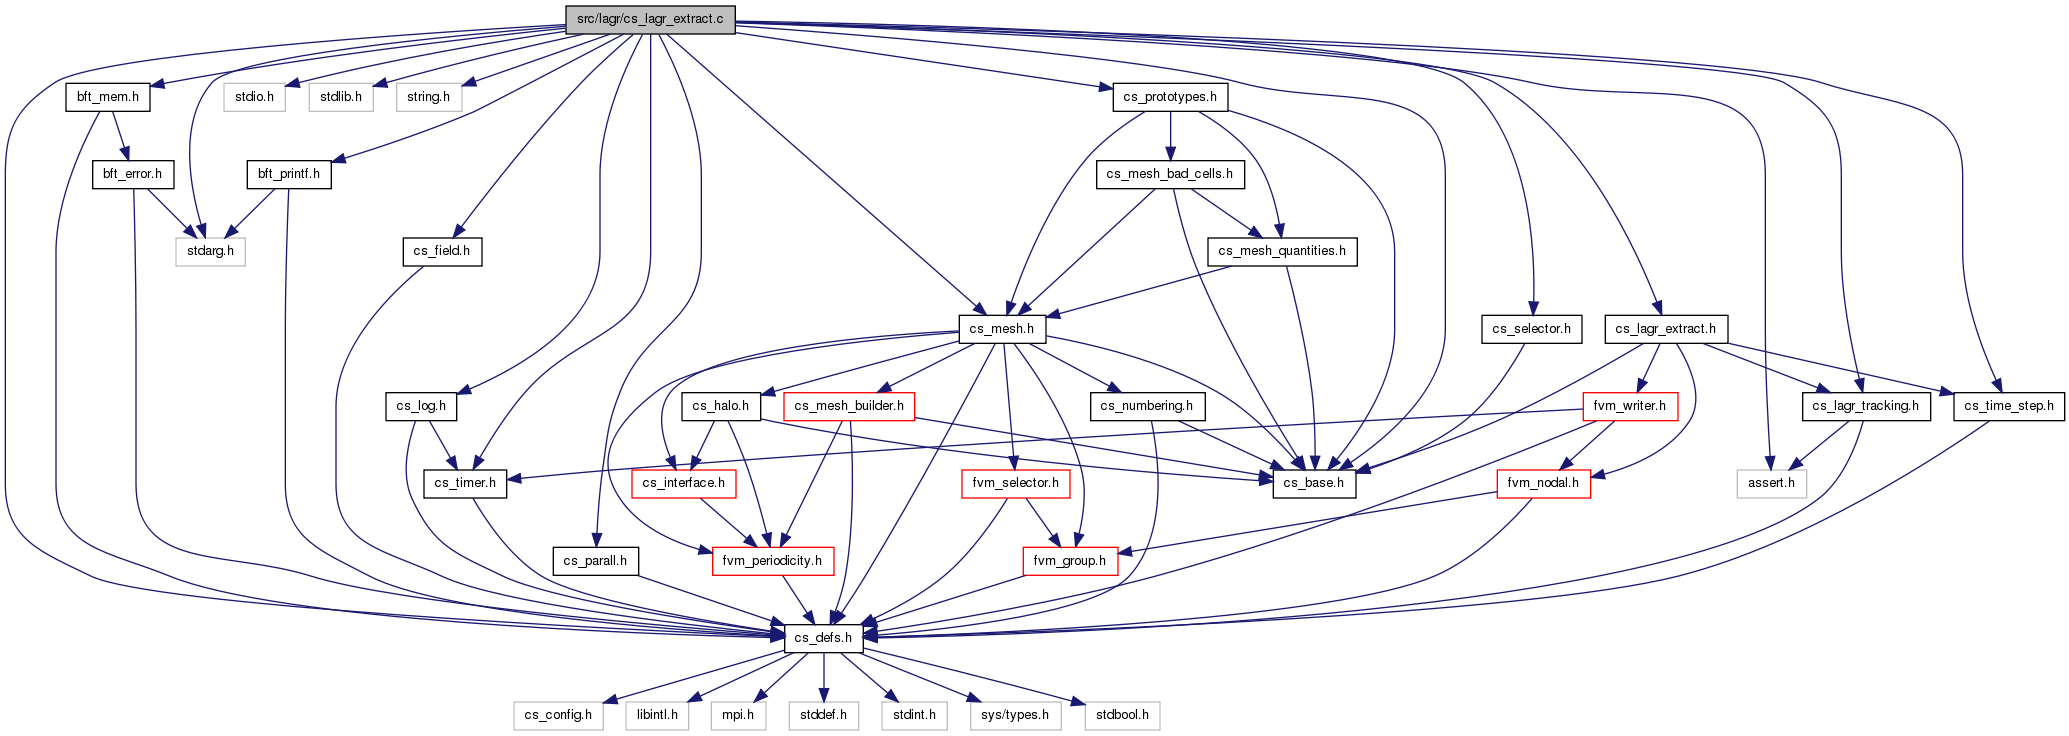 src/lagr/cs_lagr_extract.c
bft_mem.h
stdio.h
stdlib.h
string.h
cs_prototypes.h
bft_error.h
bft_printf.h
cs_mesh_bad_cells.h
stdarg.h
cs_field.h
cs_mesh_quantities.h
cs_mesh.h
cs_selector.h
cs_lagr_extract.h
cs_log.h
cs_halo.h
cs_mesh_builder.h
cs_numbering.h
fvm_writer.h
cs_lagr_tracking.h
cs_time_step.h
cs_timer.h
cs_interface.h
fvm_selector.h
cs_base.h
fvm_nodal.h
assert.h
cs_parall.h
fvm_periodicity.h
fvm_group.h
cs_defs.h
cs_config.h
libintl.h
mpi.h
stddef.h
stdint.h
sys/types.h
stdbool.h